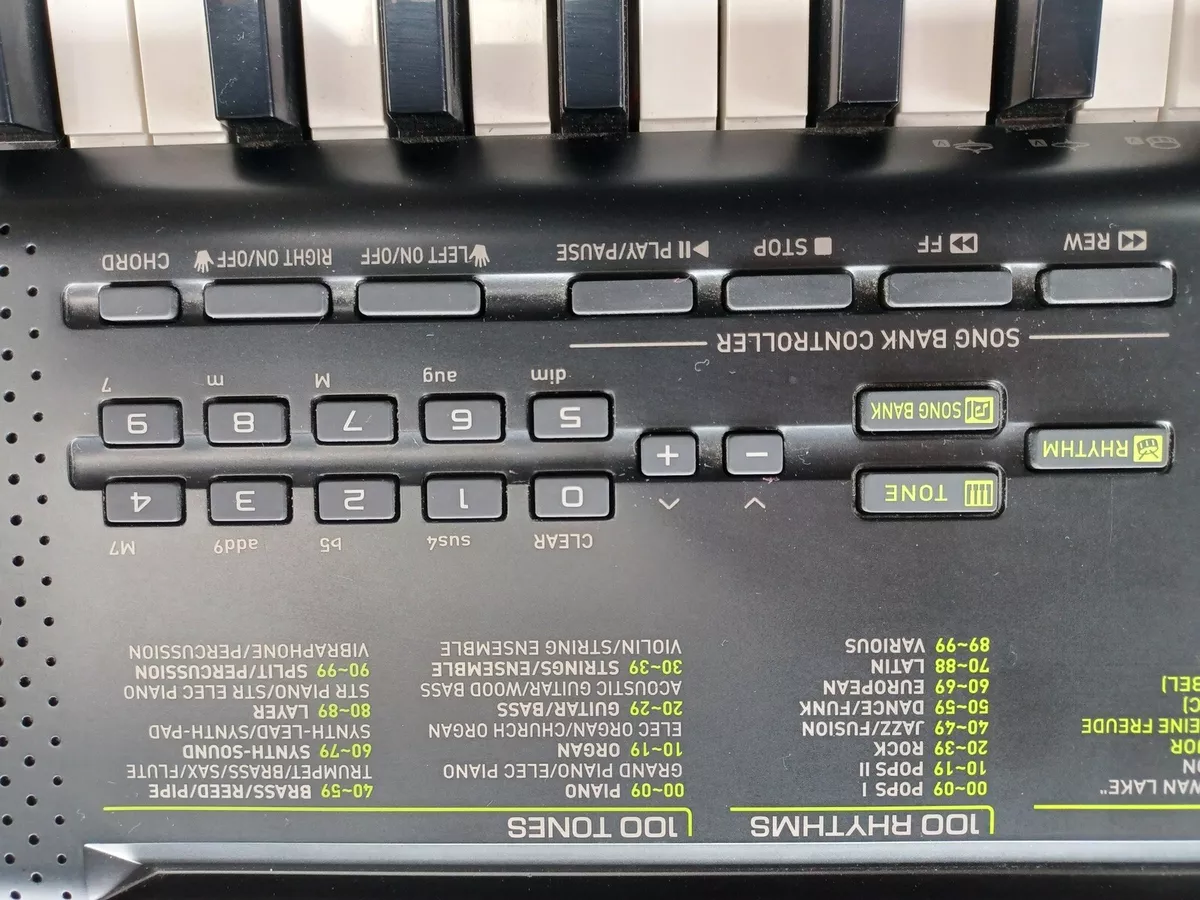 WAN LAKE"
ON
EINE FREUDE
C)
BEL)
100 RHYTHMS
00~09 POPS I
10~19 POPS II
20~39 ROCK
40~49 JAZZ/FUSION
50~59 DANCE/FUNK
60~69 EUROPEAN
70~88 LATIN
89~99 VARIOUS
100 TONES
00~09 PIANO
GRAND PIANO/ELEC PIANO
10~19 ORGAN
ELEC ORGAN/CHURCH ORGAN
20~29 GUITAR/BASS
ACOUSTIC GUITAR/WOOD BASS
30~39 STRINGS/ENSEMBLE
VIOLIN/STRING ENSEMBLE
40~59 BRASS/REED/PIPE
TRUMPET/BRASS/SAX/FLUTE
60~79 SYNTH-SOUND
SYNTH-LEAD/SYNTH-PAD
80~89 LAYER
STR PIANO/STR ELEC PIANO
90~99 SPLIT/PERCUSSION
VIBRAPHONE/PERCUSSION
RHYTHM
TONE
SONG BANK
− +
CLEAR sus4 b5 add9 M7
0 1 2 3 4
5 6 7 8 9
dim aug M m 7
SONG BANK CONTROLLER
REW FF STOP PLAY/PAUSE LEFT ON/OFF RIGHT ON/OFF CHORD